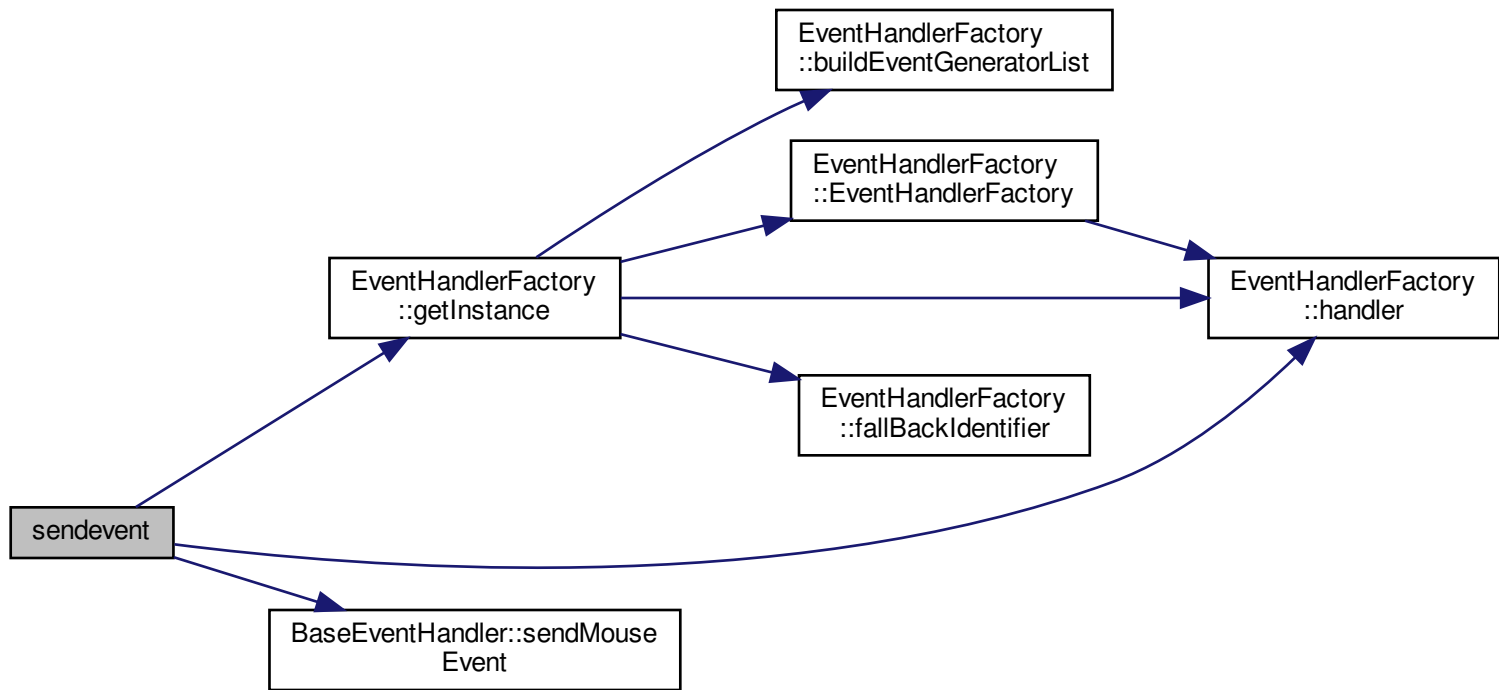 EventHandlerFactory
::buildEventGeneratorList
EventHandlerFactory
::EventHandlerFactory
EventHandlerFactory
::getInstance
EventHandlerFactory
::handler
EventHandlerFactory
::fallBackIdentifier
sendevent
BaseEventHandler::sendMouse
Event